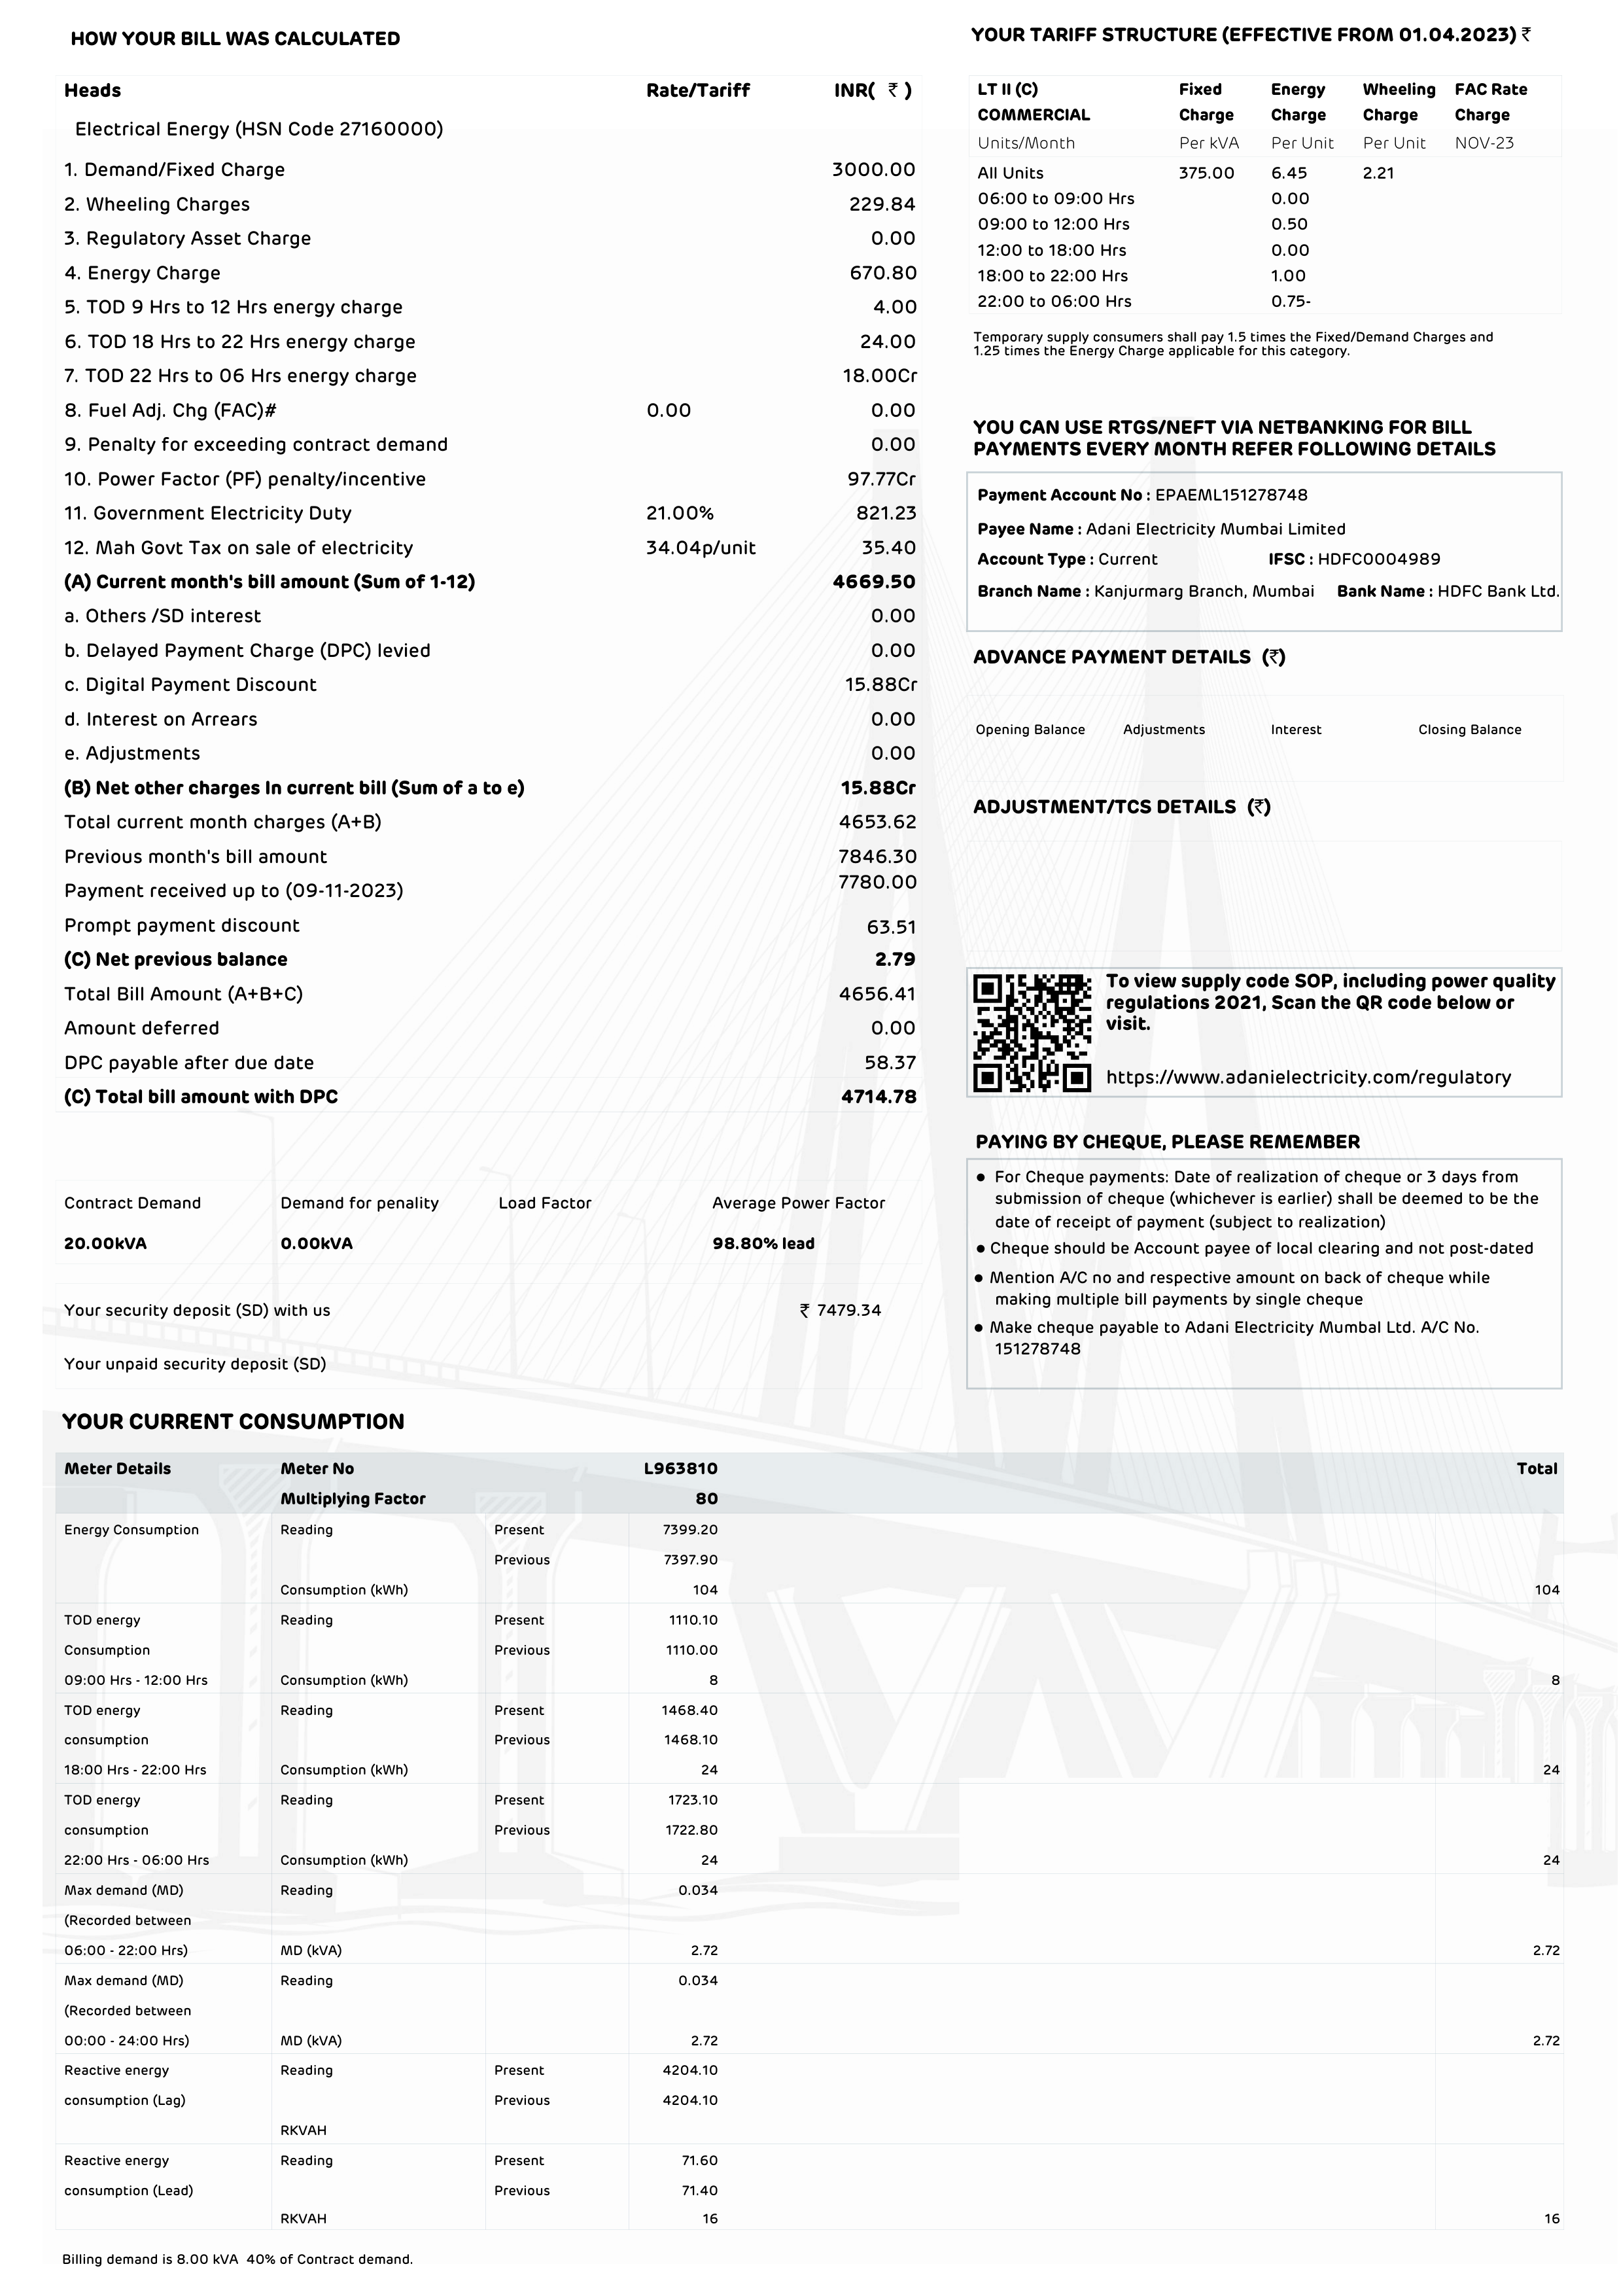 HOW YOUR BILL WAS CALCULATED
Heads Rate/Tariff INR( ₹ )
Electrical Energy (HSN Code 27160000)
1. Demand/Fixed Charge 3000.00
2. Wheeling Charges 229.84
3. Regulatory Asset Charge 0.00
4. Energy Charge 670.80
5. TOD 9 Hrs to 12 Hrs energy charge 4.00
6. TOD 18 Hrs to 22 Hrs energy charge 24.00
7. TOD 22 Hrs to 06 Hrs energy charge 18.00Cr
8. Fuel Adj. Chg (FAC)# 0.00 0.00
9. Penalty for exceeding contract demand 0.00
10. Power Factor (PF) penalty/incentive 97.77Cr
11. Government Electricity Duty 21.00% 821.23
12. Mah Govt Tax on sale of electricity 34.04p/unit 35.40
(A) Current month's bill amount (Sum of 1-12) 4669.50
a. Others /SD interest 0.00
b. Delayed Payment Charge (DPC) levied 0.00
c. Digital Payment Discount 15.88Cr
d. Interest on Arrears 0.00
e. Adjustments 0.00
(B) Net other charges In current bill (Sum of a to e) 15.88Cr
Total current month charges (A+B) 4653.62
Previous month's bill amount 7846.30
Payment received up to (09-11-2023) 7780.00
Prompt payment discount 63.51
(C) Net previous balance 2.79
Total Bill Amount (A+B+C) 4656.41
Amount deferred 0.00
DPC payable after due date 58.37
(C) Total bill amount with DPC 4714.78
Contract Demand Demand for penality Load Factor Average Power Factor
20.00kVA 0.00kVA 98.80% lead
Your security deposit (SD) with us ₹ 7479.34
Your unpaid security deposit (SD)
YOUR TARIFF STRUCTURE (EFFECTIVE FROM 01.04.2023) ₹
LT II (C) Fixed Energy Wheeling FAC Rate
COMMERCIAL Charge Charge Charge Charge
Units/Month Per kVA Per Unit Per Unit NOV-23
All Units 375.00 6.45 2.21
06:00 to 09:00 Hrs 0.00
09:00 to 12:00 Hrs 0.50
12:00 to 18:00 Hrs 0.00
18:00 to 22:00 Hrs 1.00
22:00 to 06:00 Hrs 0.75-
Temporary supply consumers shall pay 1.5 times the Fixed/Demand Charges and
1.25 times the Energy Charge applicable for this category.
YOU CAN USE RTGS/NEFT VIA NETBANKING FOR BILL
PAYMENTS EVERY MONTH REFER FOLLOWING DETAILS
Payment Account No : EPAEML151278748
Payee Name : Adani Electricity Mumbai Limited
Account Type : Current IFSC : HDFC0004989
Branch Name : Kanjurmarg Branch, Mumbai Bank Name : HDFC Bank Ltd.
ADVANCE PAYMENT DETAILS (₹)
Opening Balance Adjustments Interest Closing Balance
ADJUSTMENT/TCS DETAILS (₹)
To view supply code SOP, including power quality
regulations 2021, Scan the QR code below or
visit.
https://www.adanielectricity.com/regulatory
PAYING BY CHEQUE, PLEASE REMEMBER
● For Cheque payments: Date of realization of cheque or 3 days from
submission of cheque (whichever is earlier) shall be deemed to be the
date of receipt of payment (subject to realization)
● Cheque should be Account payee of local clearing and not post-dated
● Mention A/C no and respective amount on back of cheque while
making multiple bill payments by single cheque
● Make cheque payable to Adani Electricity Mumbal Ltd. A/C No.
151278748
YOUR CURRENT CONSUMPTION
Meter Details Meter No L963810 Total
Multiplying Factor 80
Energy Consumption Reading Present 7399.20
Previous 7397.90
Consumption (kWh) 104 104
TOD energy Reading Present 1110.10
Consumption Previous 1110.00
09:00 Hrs - 12:00 Hrs Consumption (kWh) 8 8
TOD energy Reading Present 1468.40
consumption Previous 1468.10
18:00 Hrs - 22:00 Hrs Consumption (kWh) 24 24
TOD energy Reading Present 1723.10
consumption Previous 1722.80
22:00 Hrs - 06:00 Hrs Consumption (kWh) 24 24
Max demand (MD) Reading 0.034
(Recorded between
06:00 - 22:00 Hrs) MD (kVA) 2.72 2.72
Max demand (MD) Reading 0.034
(Recorded between
00:00 - 24:00 Hrs) MD (kVA) 2.72 2.72
Reactive energy Reading Present 4204.10
consumption (Lag) Previous 4204.10
RKVAH
Reactive energy Reading Present 71.60
consumption (Lead) Previous 71.40
RKVAH 16 16
Billing demand is 8.00 kVA 40% of Contract demand.